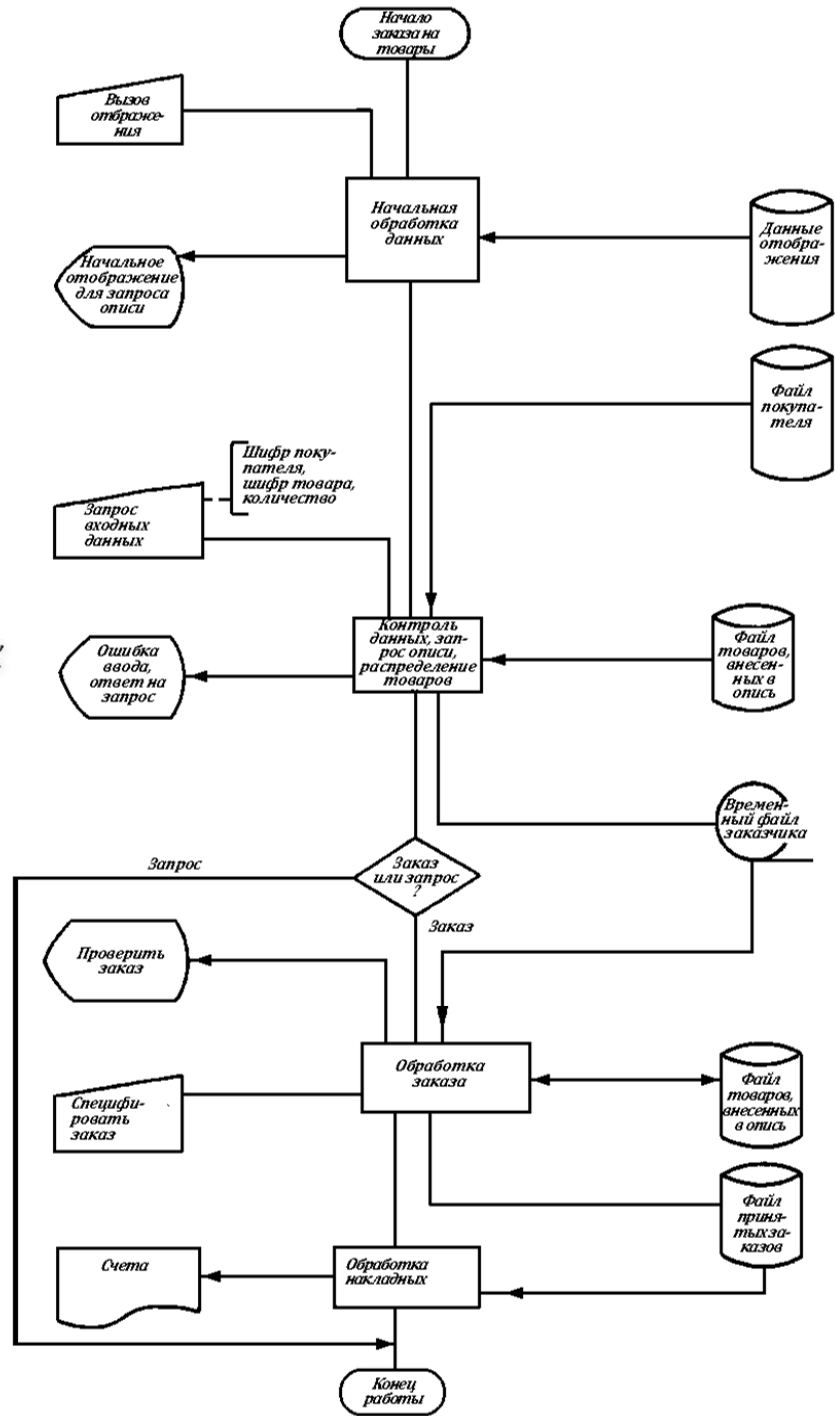 Начало
заказа на
товары
Вызов
отбраже-
ния
Начальная
обработка
данных
Данные
отобра-
жения
Начальное
отображение
для запроса
описи
Файл
покупа-
теля
Шифр поку-
пателя,
шифр товара,
количество
Запрос
входных
данных
Контроль
данных, зап-
рос описи,
распределение
товаров
Файл
товаров,
внесен-
ных в
опись
Ошибка
ввода,
ответ на
запрос
Времен-
ный файл
заказчика
Запрос
Заказ
или запрос
?
Заказ
Проверить
заказ
Обработка
заказа
Файл
товаров,
внесенных
в опись
Специфи-
ровать
заказ
Файл
приня-
тых за-
казов
Счета
Обработка
накладных
Конец
работы